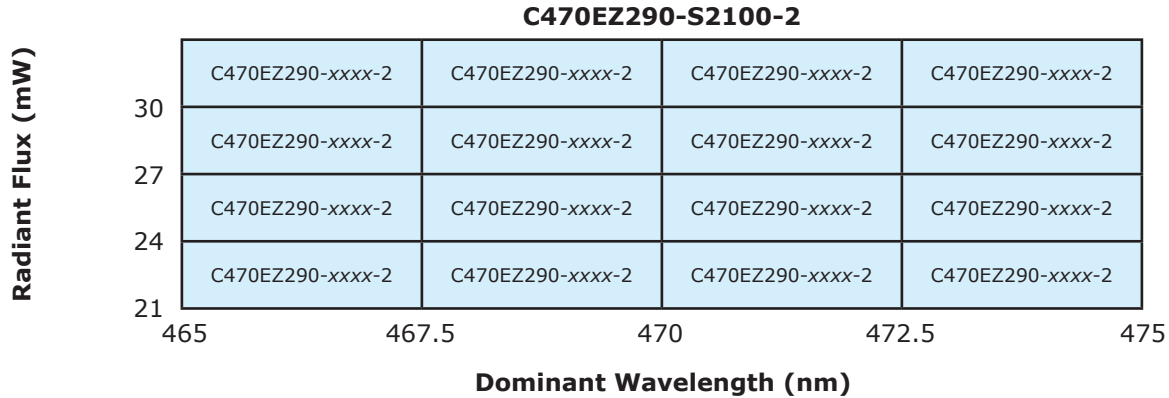 C470EZ290-S2100-2
Radiant Flux (mW)
C470EZ290-xxxx-2 C470EZ290-xxxx-2 C470EZ290-xxxx-2 C470EZ290-xxxx-2
30
C470EZ290-xxxx-2 C470EZ290-xxxx-2 C470EZ290-xxxx-2 C470EZ290-xxxx-2
27
C470EZ290-xxxx-2 C470EZ290-xxxx-2 C470EZ290-xxxx-2 C470EZ290-xxxx-2
24
C470EZ290-xxxx-2 C470EZ290-xxxx-2 C470EZ290-xxxx-2 C470EZ290-xxxx-2
21
465 467.5 470 472.5 475
Dominant Wavelength (nm)